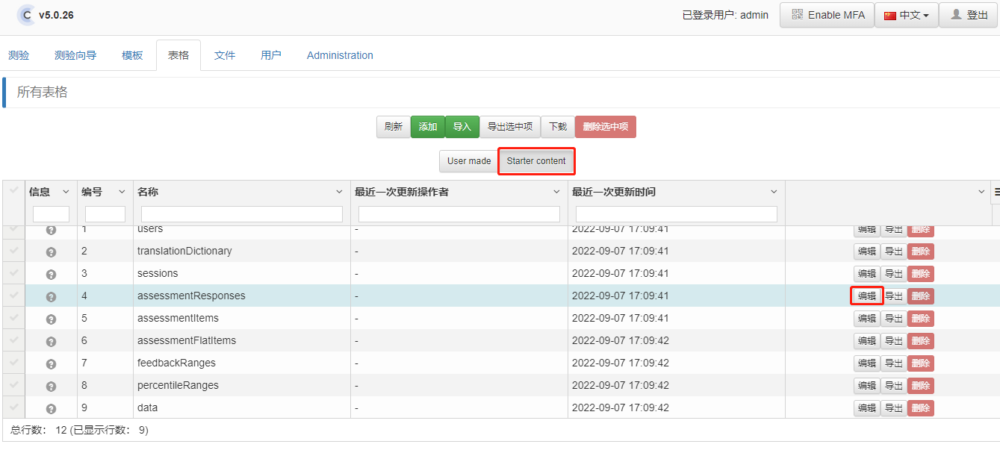 C v5.0.26 已登录用户: admin Enable MFA 中文 登出
测验 测验向导 模板 表格 文件 用户 Administration
所有表格
刷新 添加 导入 导出选中项 下载 删除选中项
User made Starter content
信息 编号 名称 最近一次更新操作者 最近一次更新时间
1 users - 2022-09-07 17:09:41 编辑 导出 删除
2 translationDictionary - 2022-09-07 17:09:41 编辑 导出 删除
3 sessions - 2022-09-07 17:09:41 编辑 导出 删除
4 assessmentResponses - 2022-09-07 17:09:41 编辑 导出 删除
5 assessmentItems - 2022-09-07 17:09:41 编辑 导出 删除
6 assessmentFlatItems - 2022-09-07 17:09:42 编辑 导出 删除
7 feedbackRanges - 2022-09-07 17:09:42 编辑 导出 删除
8 percentileRanges - 2022-09-07 17:09:42 编辑 导出 删除
9 data - 2022-09-07 17:09:42 编辑 导出 删除
总行数： 12 (已显示行数： 9)